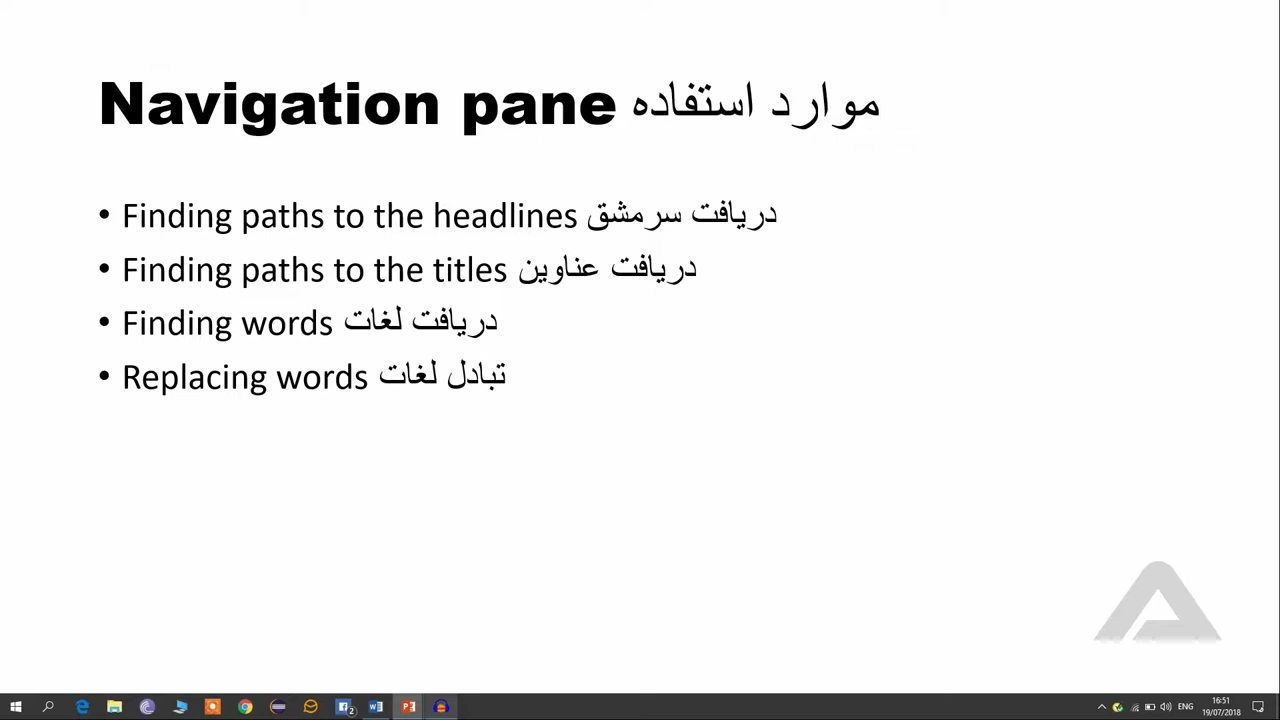 Navigation pane موارد استفاده
• Finding paths to the headlines دریافت سرمشق
• Finding paths to the titles دریافت عناوین
• Finding words دریافت لغات
• Replacing words تبادل لغات
2
ENG
16:51
19/07/2018